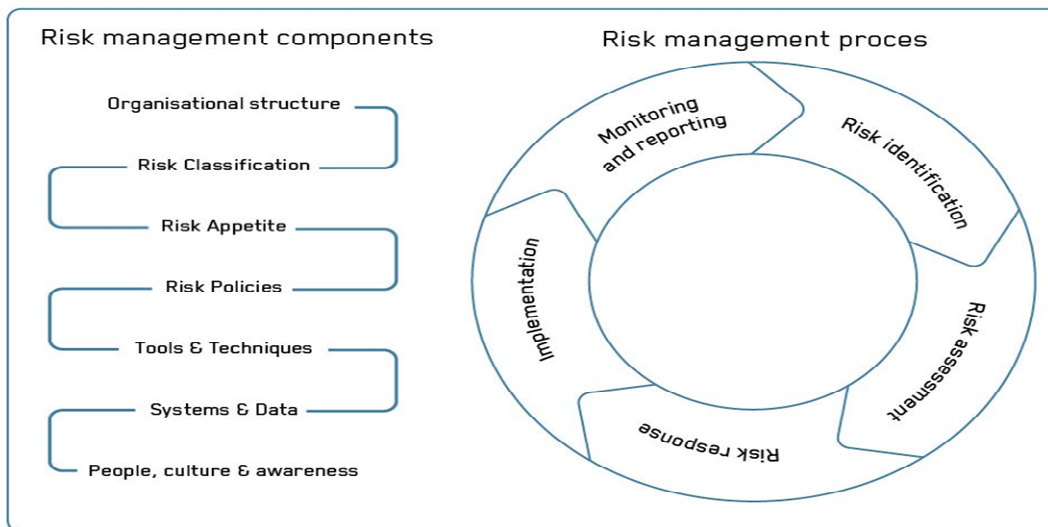 Risk management components
Organisational structure
Risk Classification
Risk Appetite
Risk Policies
Tools & Techniques
Systems & Data
People, culture & awareness
Risk management proces
Monitoring
and reporting
Risk identification
Risk assessment
Risk response
Implementation